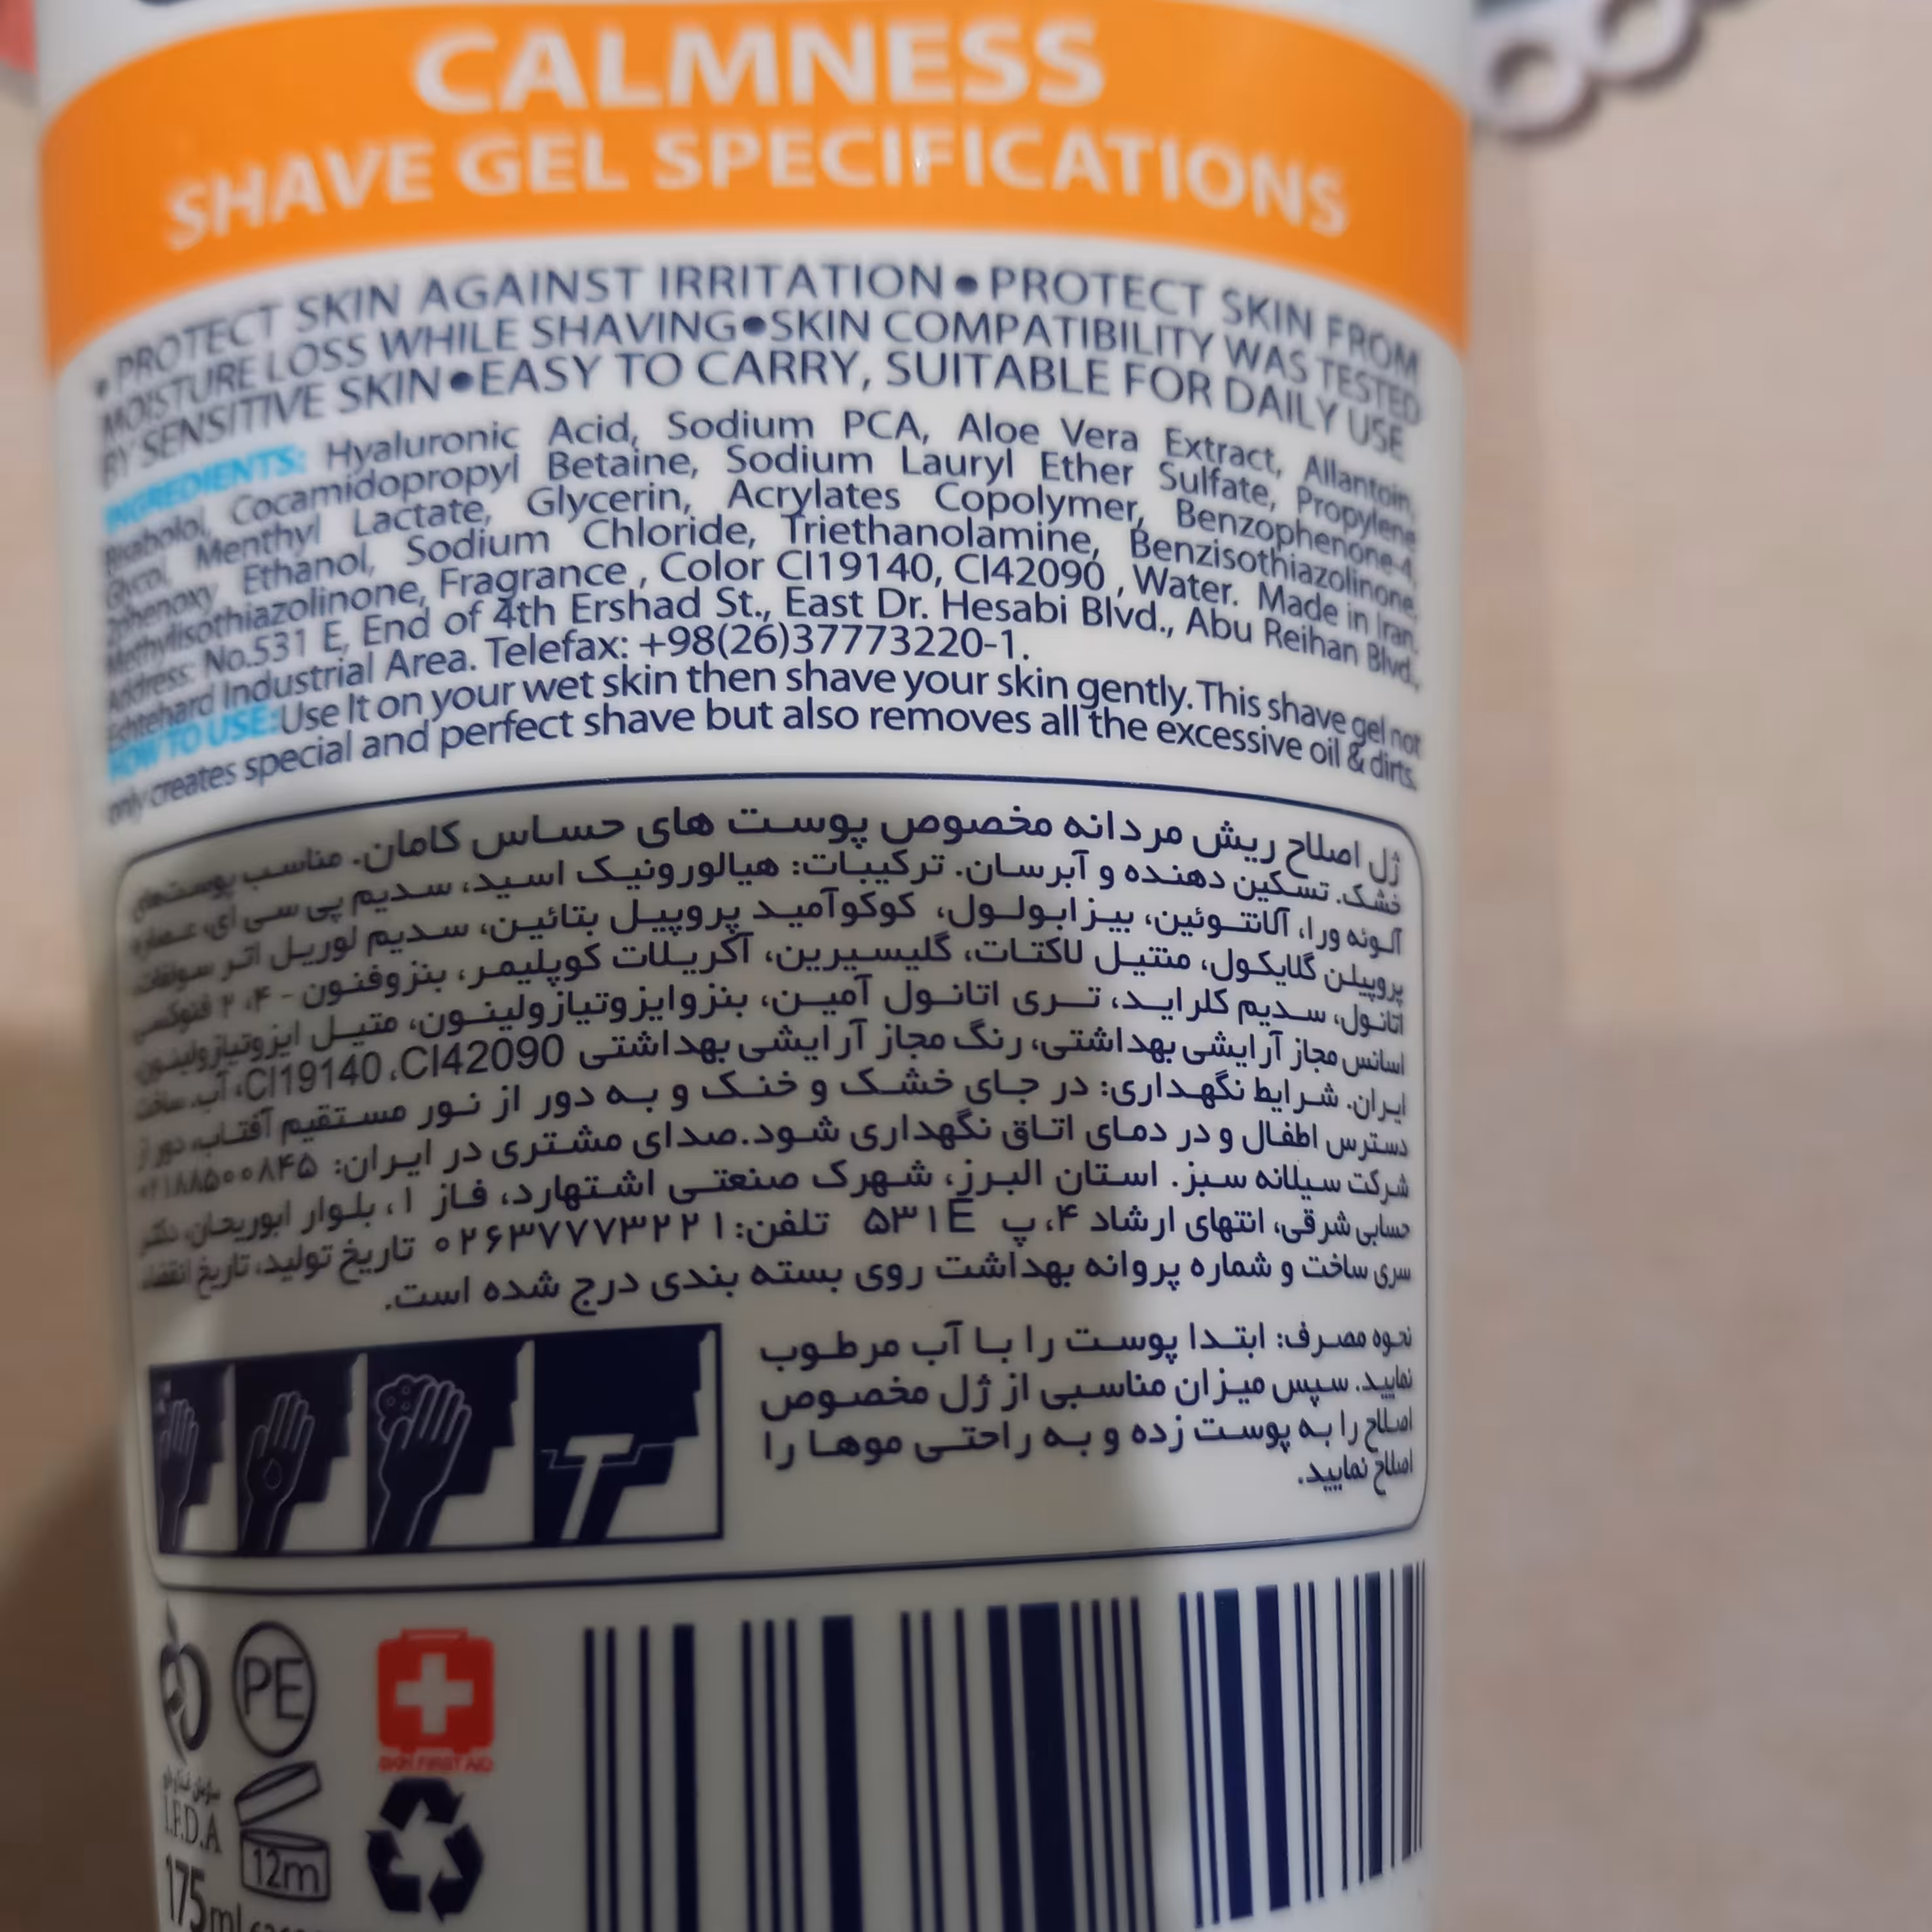 CALMNESS
SHAVE GEL SPECIFICATIONS
• PROTECT SKIN AGAINST IRRITATION • PROTECT SKIN FROM
MOISTURE LOSS WHILE SHAVING • SKIN COMPATIBILITY WAS TESTED
BY SENSITIVE SKIN • EASY TO CARRY, SUITABLE FOR DAILY USE
INGREDIENTS: Hyaluronic Acid, Sodium PCA, Aloe Vera Extract, Allantoin,
Bisabolol, Cocamidopropyl Betaine, Sodium Lauryl Ether Sulfate, Propylene
Glycol, Menthyl Lactate, Glycerin, Acrylates Copolymer, Benzophenone-4,
2phenoxy Ethanol, Sodium Chloride, Triethanolamine, Benzisothiazolinone,
Methylisothiazolinone, Fragrance , Color CI19140, CI42090 , Water. Made in Iran.
Address: No.531 E, End of 4th Ershad St., East Dr. Hesabi Blvd., Abu Reihan Blvd.,
Eshtehard Industrial Area. Telefax: +98(26)37773220-1.
HOW TO USE: Use It on your wet skin then shave your skin gently. This shave gel not
only creates special and perfect shave but also removes all the excessive oil & dirts.
ژل اصلاح ریش مردانه مخصوص پوست های حساس کامان. مناسب پوست‌های
خشک. تسکین دهنده و آبرسان. ترکیبات: هیالورونیک اسید، سدیم پی سی ای، عصاره
آلوئه ورا، آلانتوئین، بیزابولول، کوکوآمید پروپیل بتائین، سدیم لوریل اتر سولفات،
پروپیلن گلایکول، منتیل لاکتات، گلیسیرین، آکریلات کوپلیمر، بنزوفنون - ۴، ۲ فنوکسی
اتانول، سدیم کلراید، تری اتانول آمین، بنزوایزوتیازولینون، متیل ایزوتیازولینون،
اسانس مجاز آرایشی بهداشتی، رنگ مجاز آرایشی بهداشتی CI19140 ،CI42090، آب. ساخت
ایران. شرایط نگهداری: در جای خشک و خنک و به دور از نور مستقیم آفتاب، دور از
دسترس اطفال و در دمای اتاق نگهداری شود.صدای مشتری در ایران: ۰۲۱۸۸۵۰۰۸۴۵
شرکت سیلانه سبز. استان البرز، شهرک صنعتی اشتهارد، فاز ۱، بلوار ابوریحان، دکتر
حسابی شرقی، انتهای ارشاد ۴، پ ۵۳۱E تلفن: ۰۲۶۳۷۷۷۳۲۲۱ تاریخ تولید، تاریخ انقضا،
سری ساخت و شماره پروانه بهداشت روی بسته بندی درج شده است.
نحوه مصرف: ابتدا پوست را با آب مرطوب
نمایید. سپس میزان مناسبی از ژل مخصوص
اصلاح را به پوست زده و به راحتی موها را
اصلاح نمایید.
PE
SKIN FIRST AID
I.F.D.A
12m
175ml